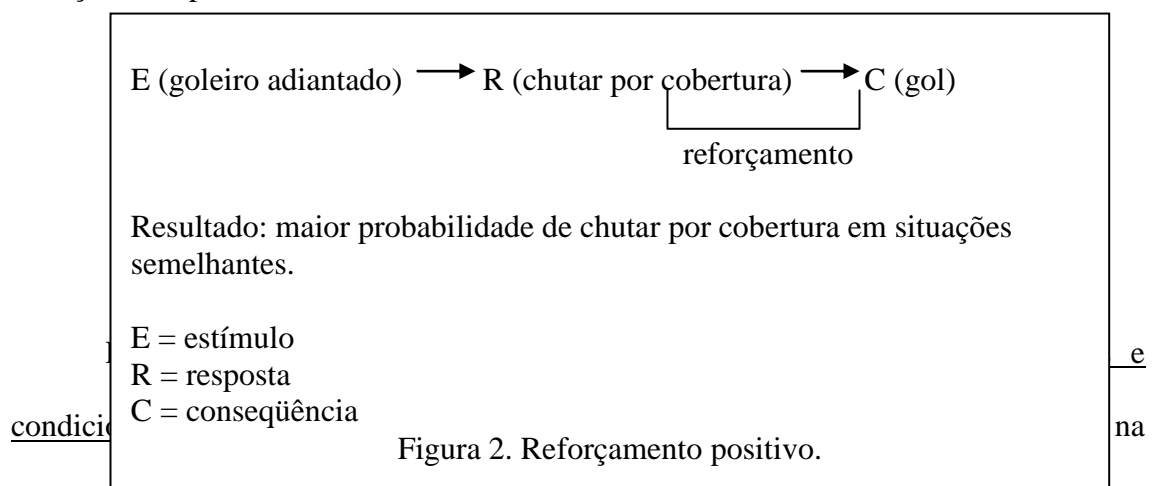 E (goleiro adiantado) → R (chutar por cobertura) → C (gol)
reforçamento
Resultado: maior probabilidade de chutar por cobertura em situações
semelhantes.
E = estímulo
e
R = resposta
C = conseqüência
na
Figura 2. Reforçamento positivo.